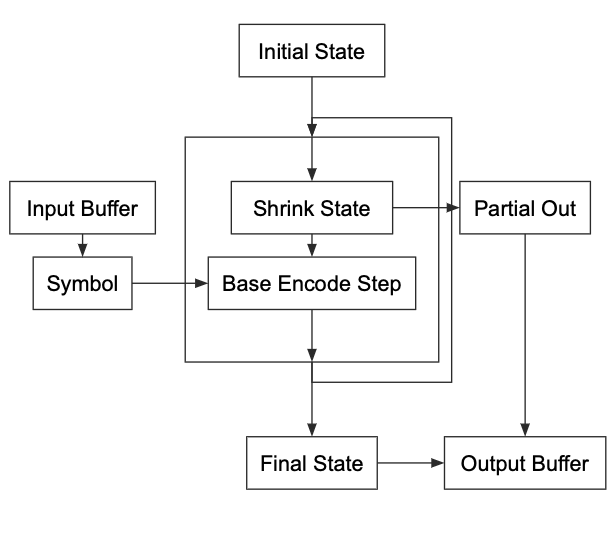 Initial State
Input Buffer
Shrink State
Partial Out
Symbol
Base Encode Step
Final State
Output Buffer